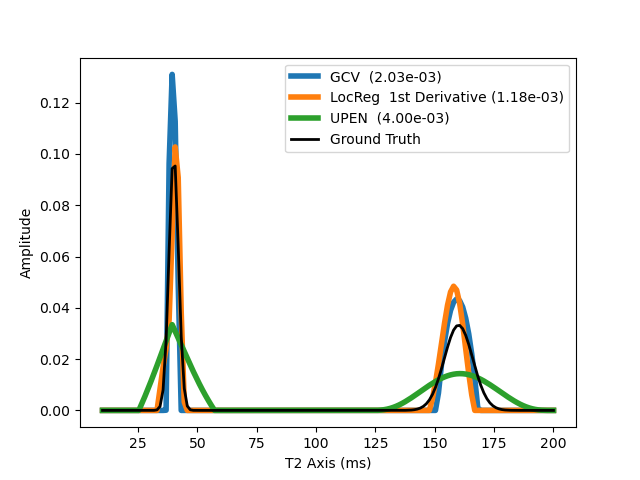 GCV  (2.03e-03)
LocReg  1st Derivative (1.18e-03)
UPEN  (4.00e-03)
Ground Truth
0.12
0.10
0.08
0.06
0.04
0.02
0.00
Amplitude
25 50 75 100 125 150 175 200
T2 Axis (ms)